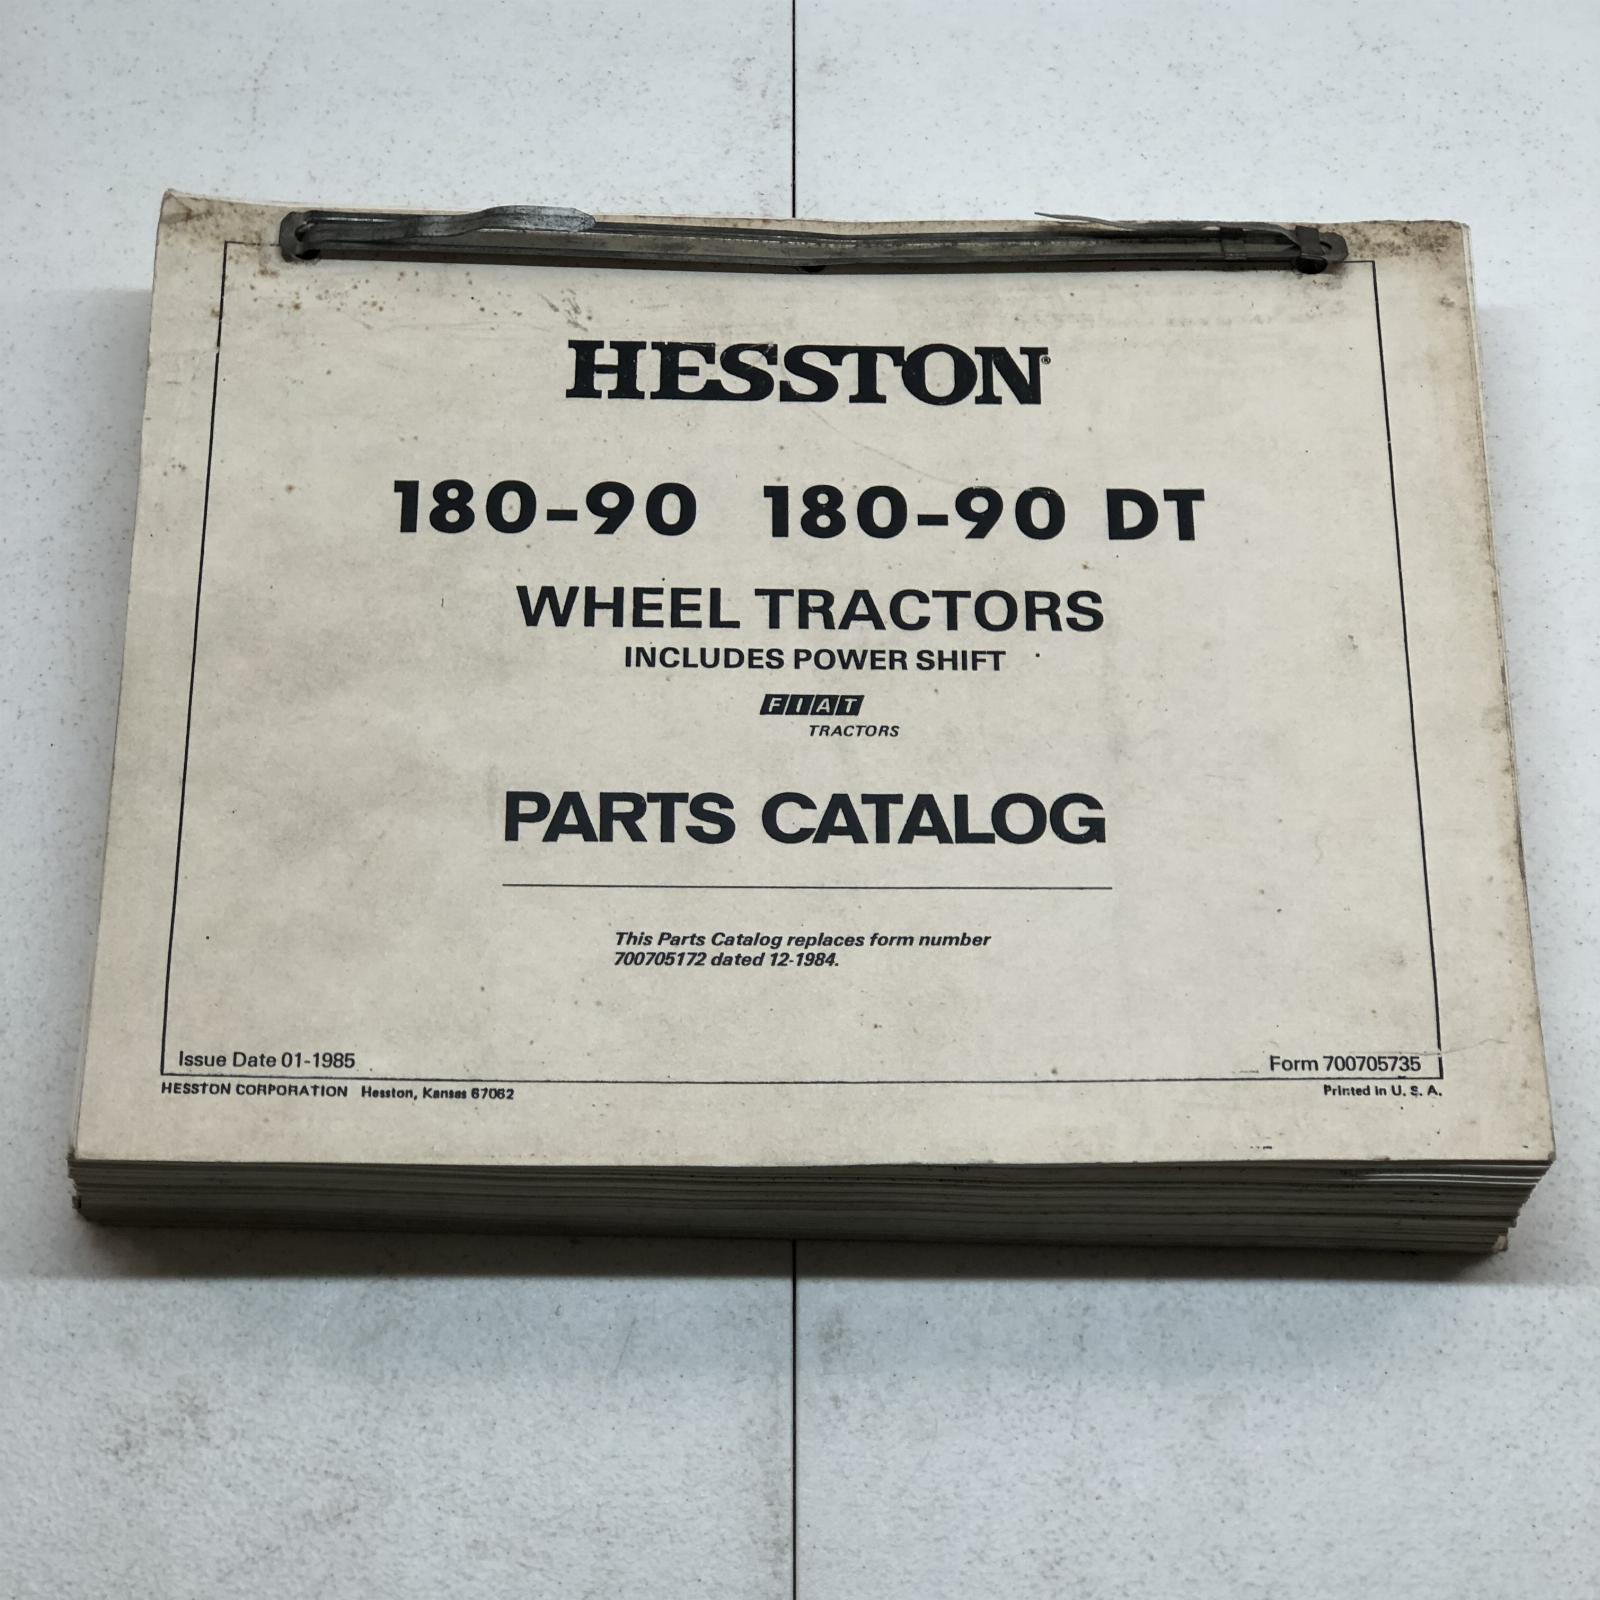 HESSTON®
180-90 180-90 DT
WHEEL TRACTORS
INCLUDES POWER SHIFT
FIAT
TRACTORS
PARTS CATALOG
This Parts Catalog replaces form number
700705172 dated 12-1984.
Issue Date 01-1985
Form 700705735
HESSTON CORPORATION Hesston, Kansas 67062
Printed in U. S. A.